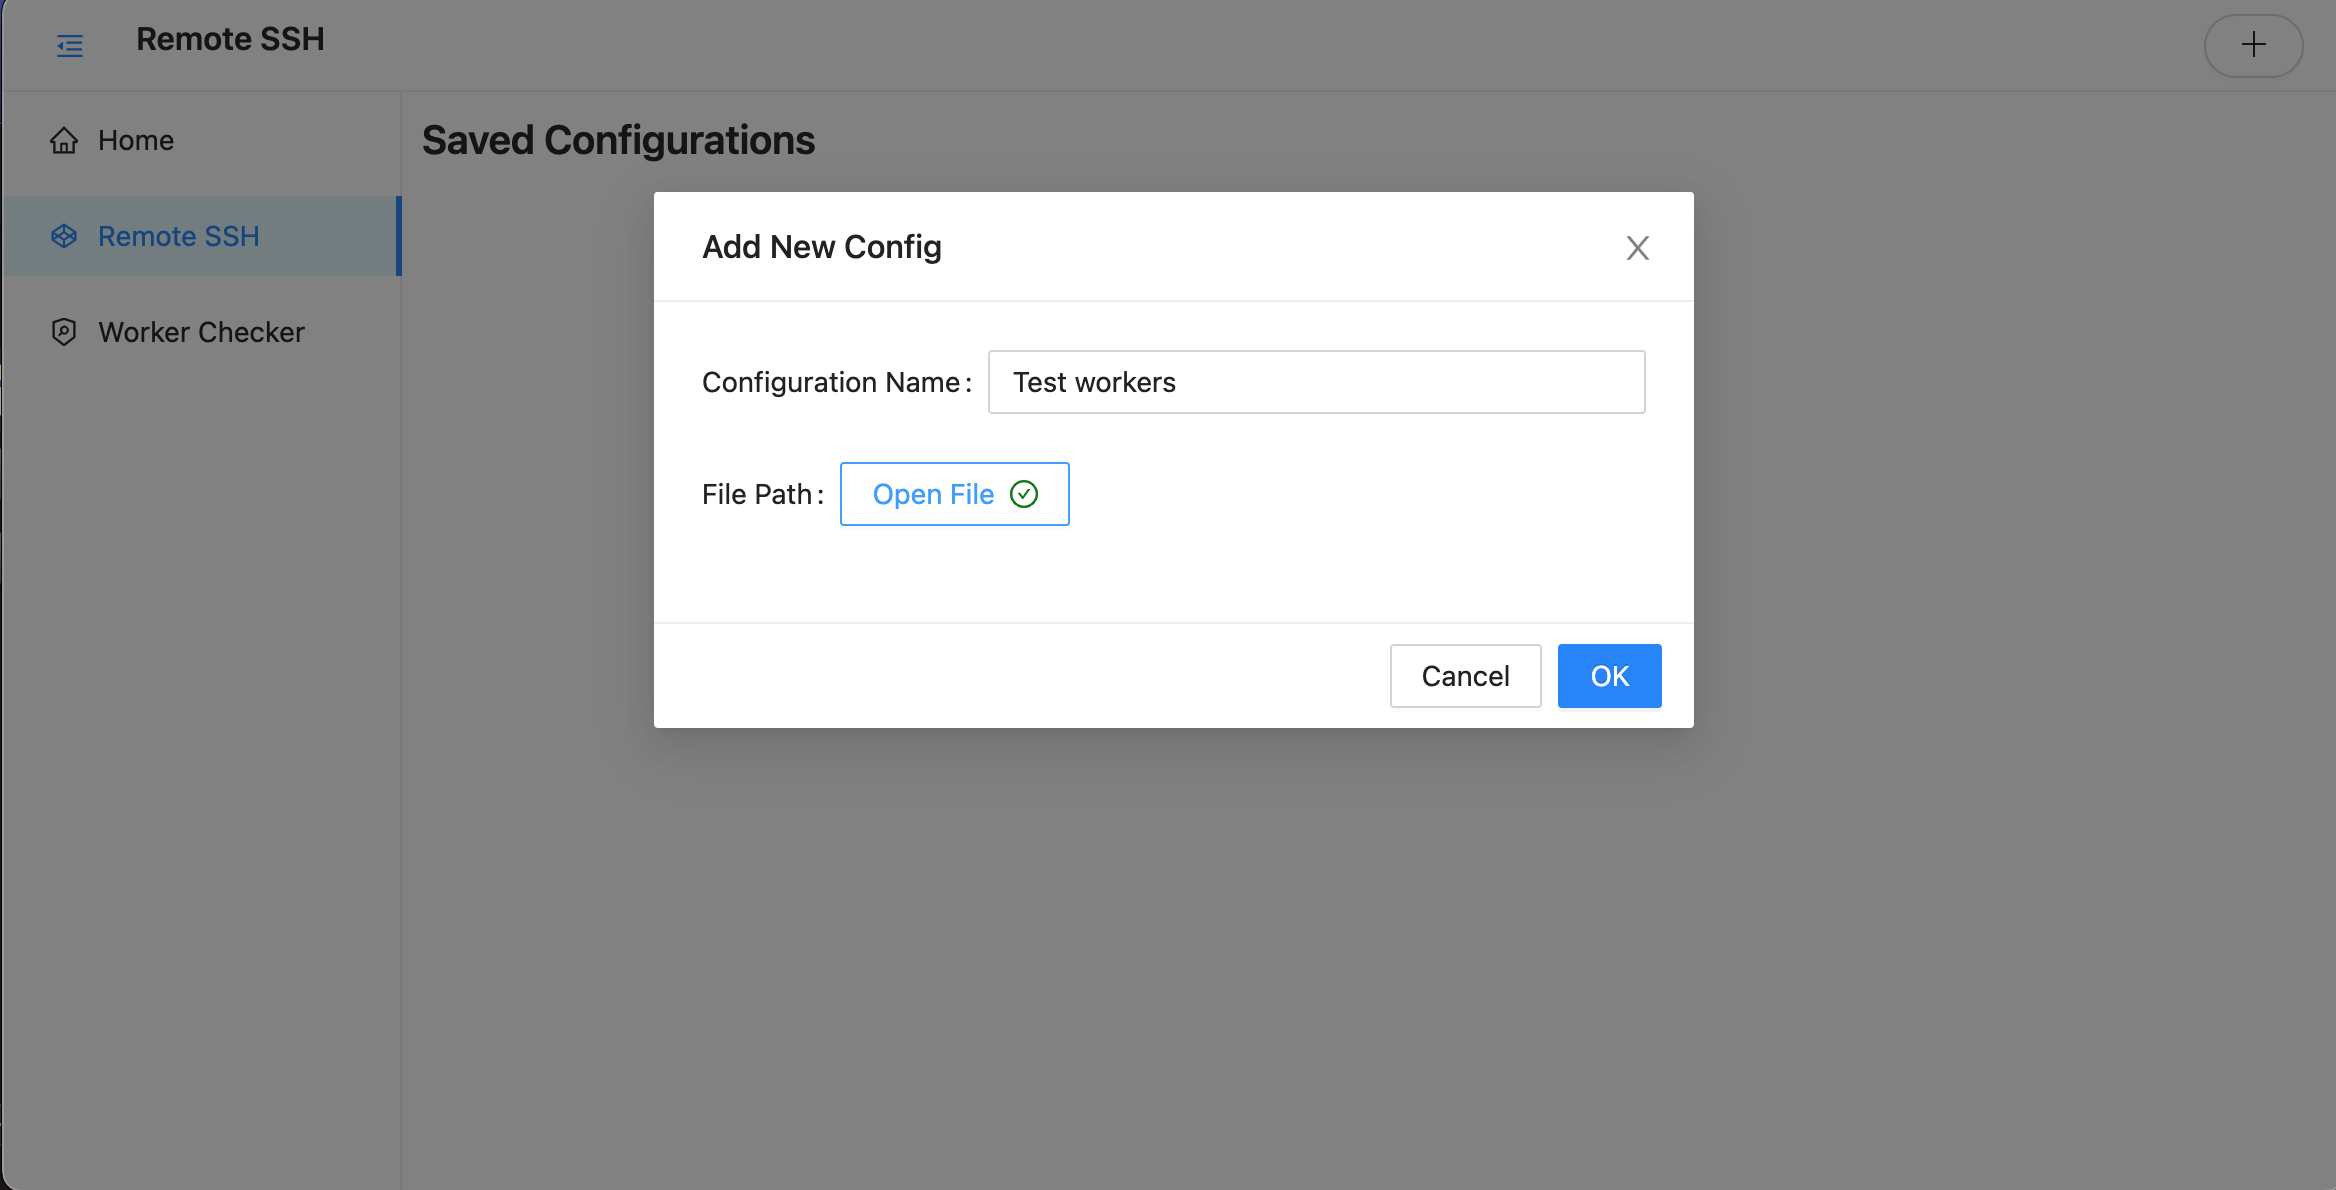 Remote SSH
Home
Remote SSH
Worker Checker
Saved Configurations
Add New Config
Configuration Name: Test workers
File Path: Open File
Cancel OK